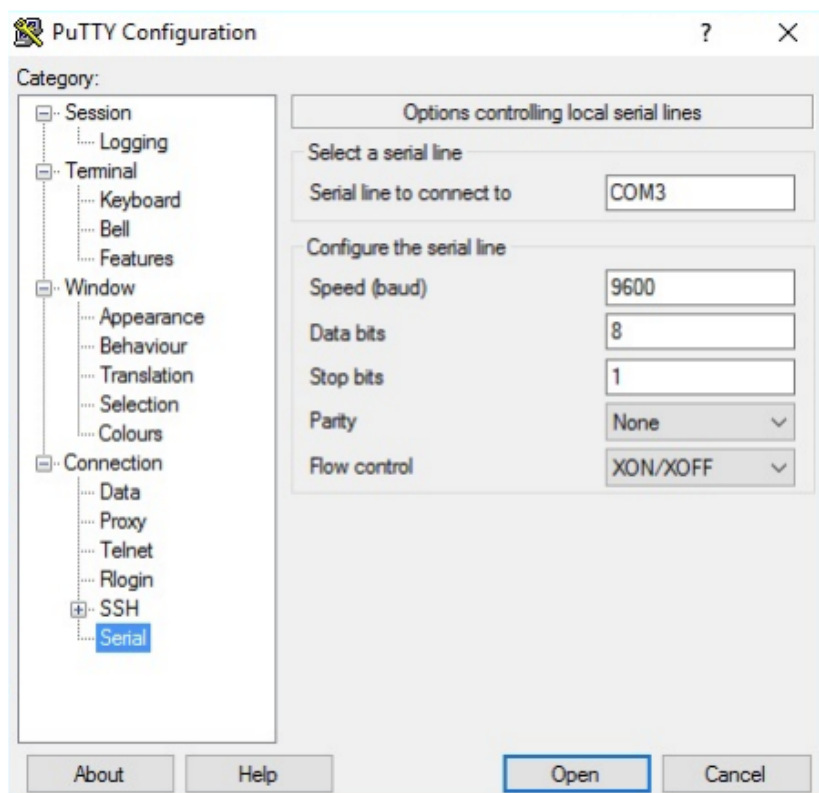 PuTTY Configuration
?
Category:
Session
Logging
Terminal
Keyboard
Bell
Features
Window
Appearance
Behaviour
Translation
Selection
Colours
Connection
Data
Proxy
Telnet
Rlogin
SSH
Serial
Options controlling local serial lines
Select a serial line
Serial line to connect to COM3
Configure the serial line
Speed (baud) 9600
Data bits 8
Stop bits 1
Parity None
Flow control XON/XOFF
About Help Open Cancel